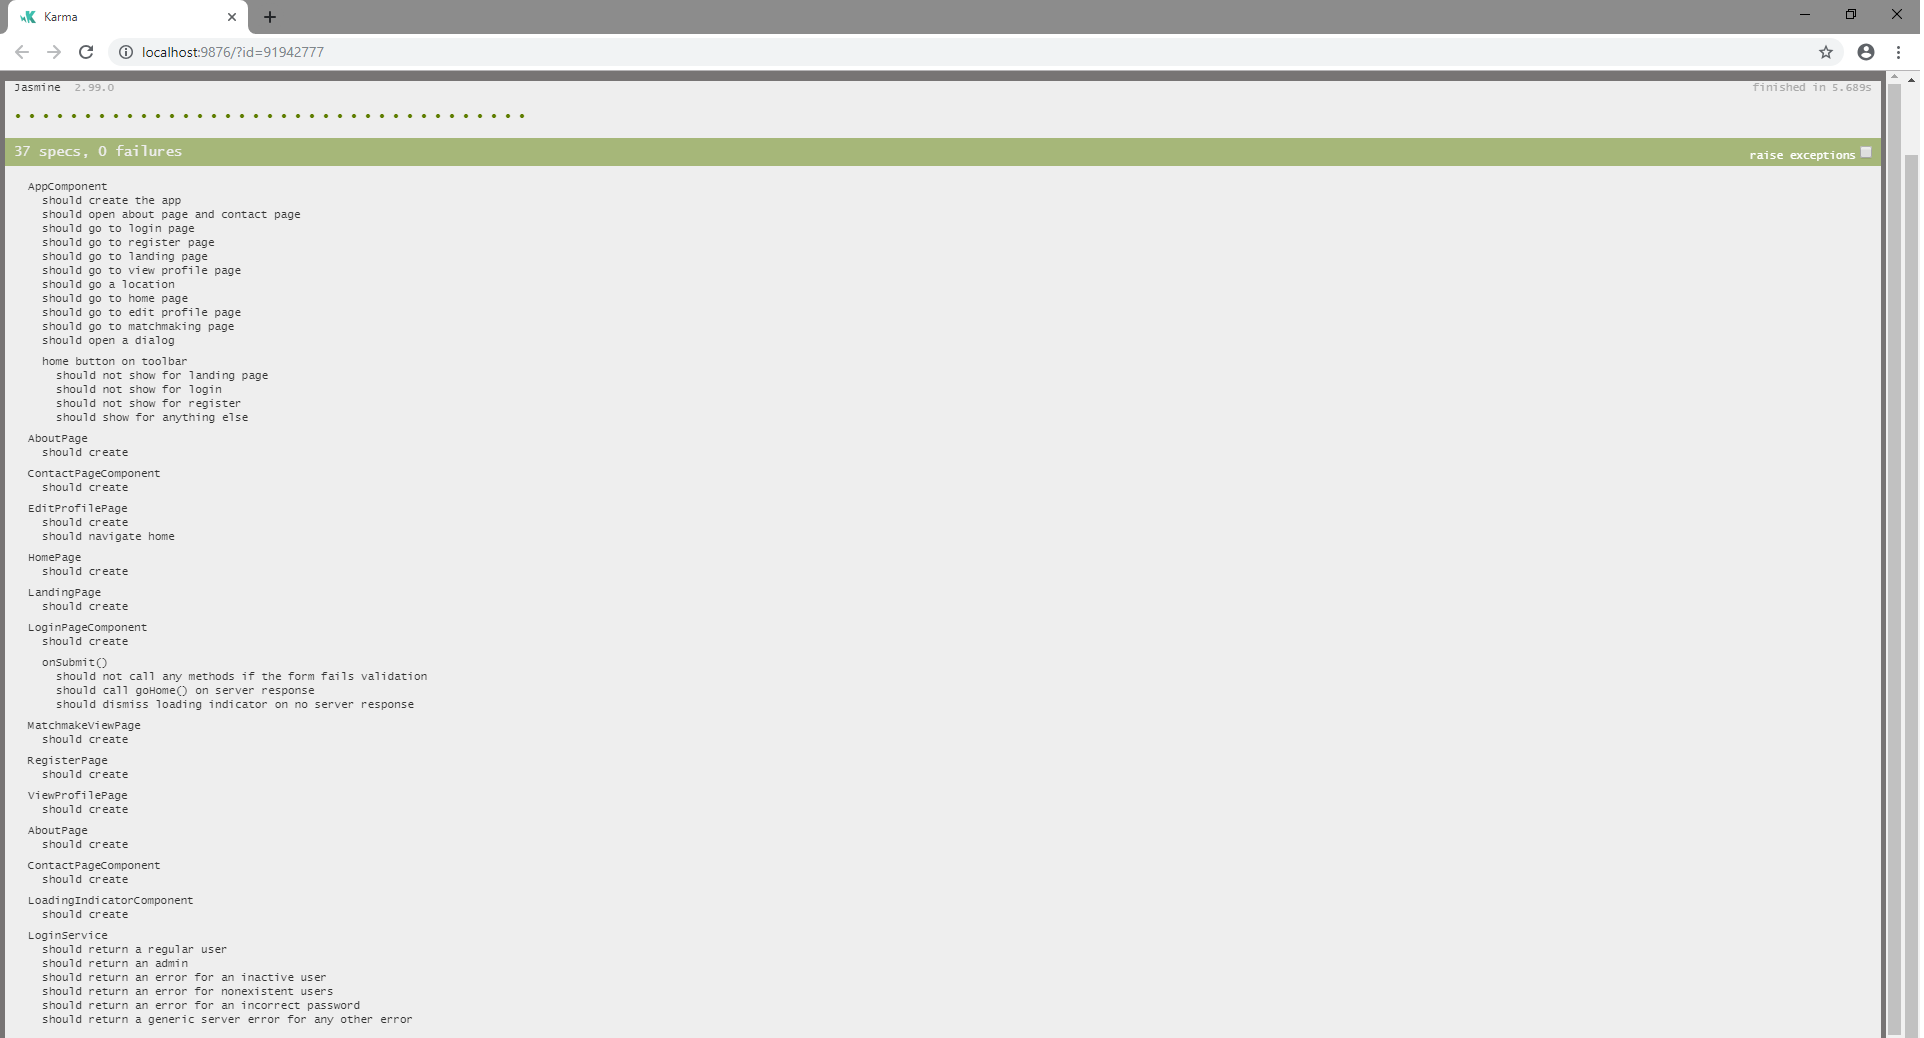 Karma
localhost:9876/?id=91942777
Jasmine 2.99.0
finished in 5.689s
37 specs, 0 failures
raise exceptions
AppComponent
should create the app
should open about page and contact page
should go to login page
should go to register page
should go to landing page
should go to view profile page
should go a location
should go to home page
should go to edit profile page
should go to matchmaking page
should open a dialog
home button on toolbar
should not show for landing page
should not show for login
should not show for register
should show for anything else
AboutPage
should create
ContactPageComponent
should create
EditProfilePage
should create
should navigate home
HomePage
should create
LandingPage
should create
LoginPageComponent
should create
onSubmit()
should not call any methods if the form fails validation
should call goHome() on server response
should dismiss loading indicator on no server response
MatchmakeViewPage
should create
RegisterPage
should create
ViewProfilePage
should create
AboutPage
should create
ContactPageComponent
should create
LoadingIndicatorComponent
should create
LoginService
should return a regular user
should return an admin
should return an error for an inactive user
should return an error for nonexistent users
should return an error for an incorrect password
should return a generic server error for any other error